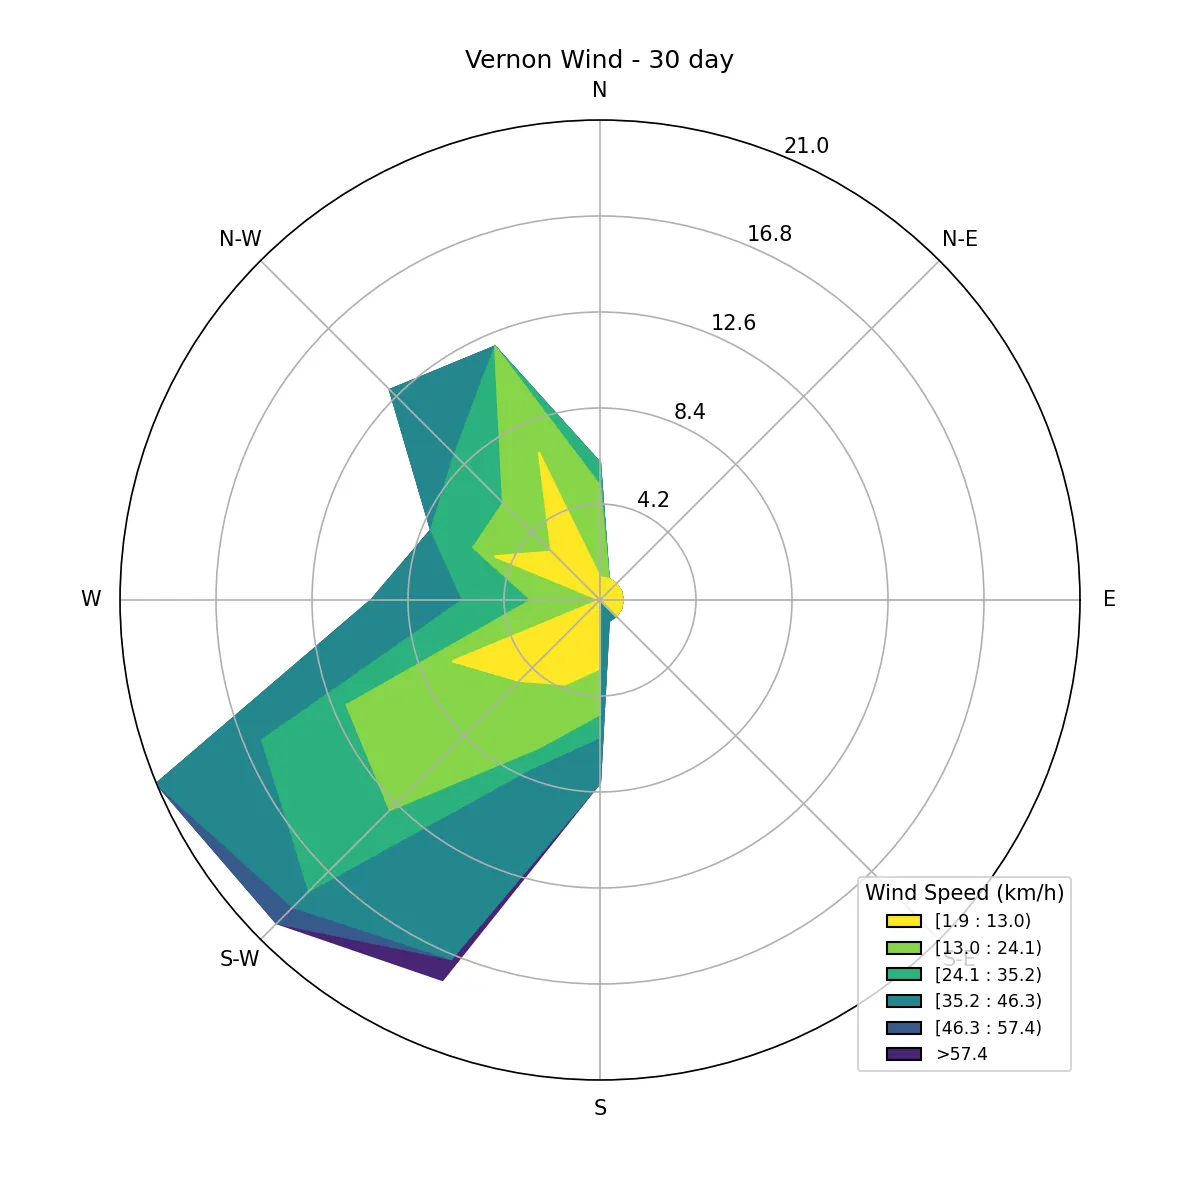 Vernon Wind - 30 day
N
21.0
N-W
16.8
N-E
12.6
8.4
4.2
W
E
S-W
S-E
S
Wind Speed (km/h)
[1.9 : 13.0)
[13.0 : 24.1)
[24.1 : 35.2)
[35.2 : 46.3)
[46.3 : 57.4)
>57.4